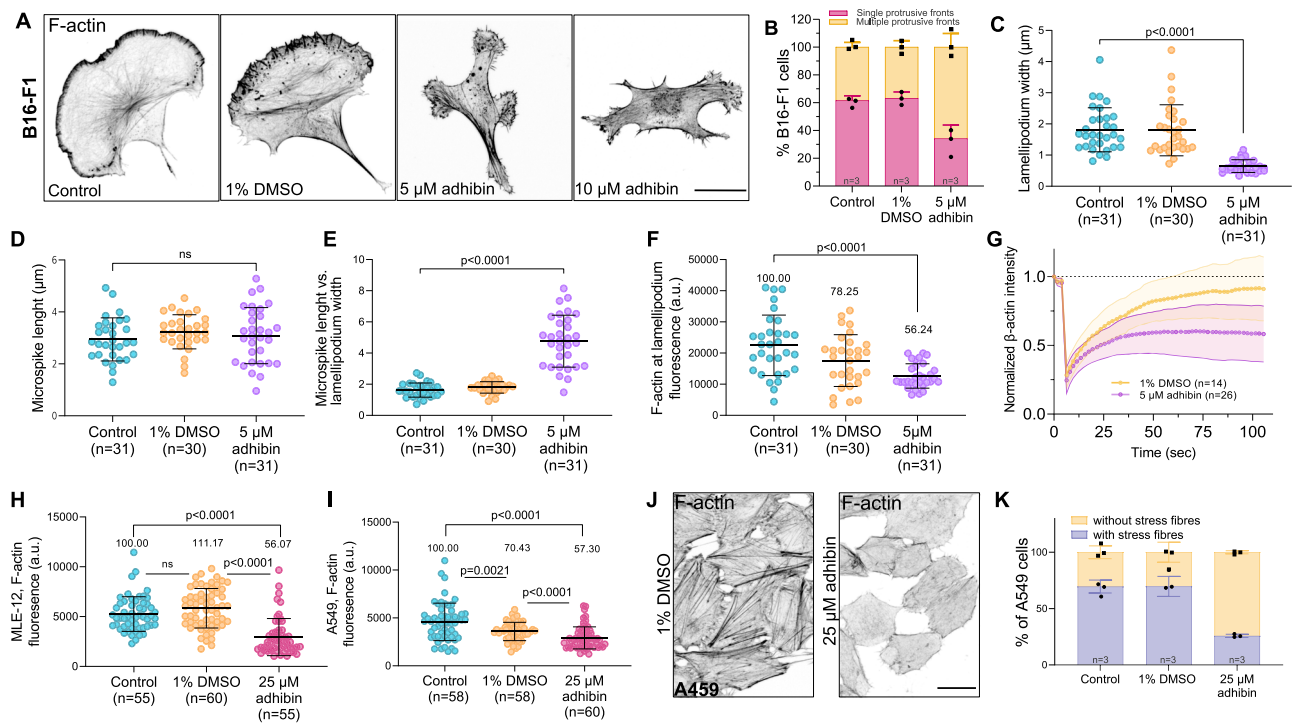 A
F-actin
B16-F1
Control
1% DMSO
5 µM adhibin
10 µM adhibin
B
Single protrusive fronts
Multiple protrusive fronts
% B16-F1 cells
120
100
80
60
40
20
0
n=3
n=3
n=3
Control
1%
DMSO
5 µM
adhibin
C
Lamellipodium width (µm)
p<0.0001
5
4
3
2
1
0
Control
(n=31)
1% DMSO
(n=30)
5 µM
adhibin
(n=31)
D
Microspike lenght (µm)
ns
6
4
2
0
Control
(n=31)
1% DMSO
(n=30)
5 µM
adhibin
(n=31)
E
Microspike lenght vs.
lamellipodium width
p<0.0001
10
8
6
4
2
0
Control
(n=31)
1% DMSO
(n=30)
5 µM
adhibin
(n=31)
F
F-actin at lamellipodium
fluorescence (a.u.)
p<0.0001
100.00
78.25
56.24
50000
40000
30000
20000
10000
0
Control
(n=31)
1% DMSO
(n=30)
5µM
adhibin
(n=31)
G
Normalized β-actin intensity
1.0
0.5
0.0
1% DMSO (n=14)
5 µM adhibin (n=26)
0
25
50
75
100
Time (sec)
H
MLE-12, F-actin
fluoresence (a.u.)
p<0.0001
100.00
111.17
56.07
ns
p<0.0001
15000
10000
5000
0
Control
(n=55)
1% DMSO
(n=60)
25 µM
adhibin
(n=55)
I
A549, F-actin
fluoresence (a.u.)
p<0.0001
100.00
70.43
57.30
p=0.0021
p<0.0001
15000
10000
5000
0
Control
(n=58)
1% DMSO
(n=58)
25 µM
adhibin
(n=60)
J
F-actin
1% DMSO
A459
F-actin
25 µM adhibin
K
without stress fibres
with stress fibres
% of A549 cells
100
50
0
n=3
n=3
n=3
Control
1% DMSO
25 µM
adhibin